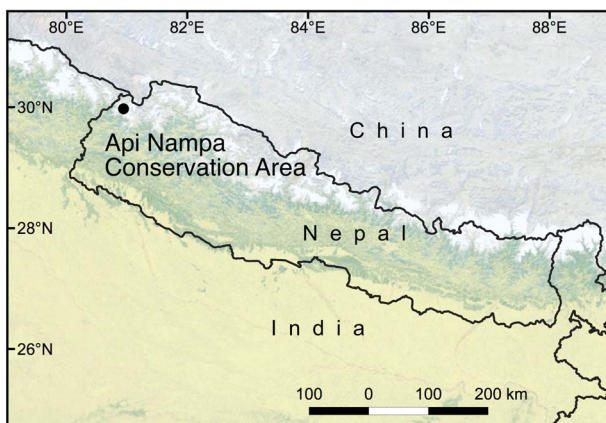 80°E 82°E 84°E 86°E 88°E
30°N
China
Api Nampa
Conservation Area
28°N
Nepal
India
26°N
100 0 100 200 km